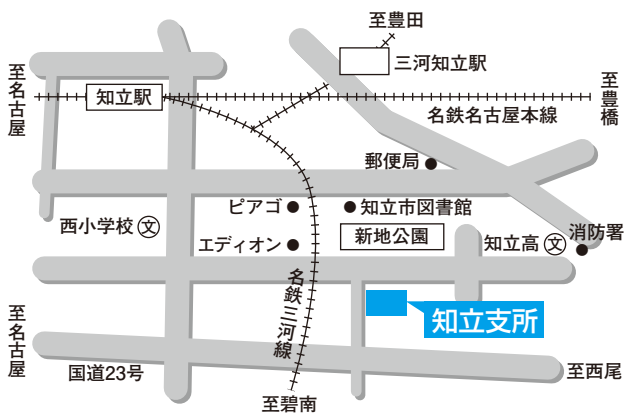 至豊田
三河知立駅
至名古屋
知立駅
至豊橋
名鉄名古屋本線
郵便局
ピアゴ
知立市図書館
西小学校
文
エディオン
新地公園
知立高
文
消防署
名鉄三河線
知立支所
至名古屋
国道23号
至西尾
至碧南